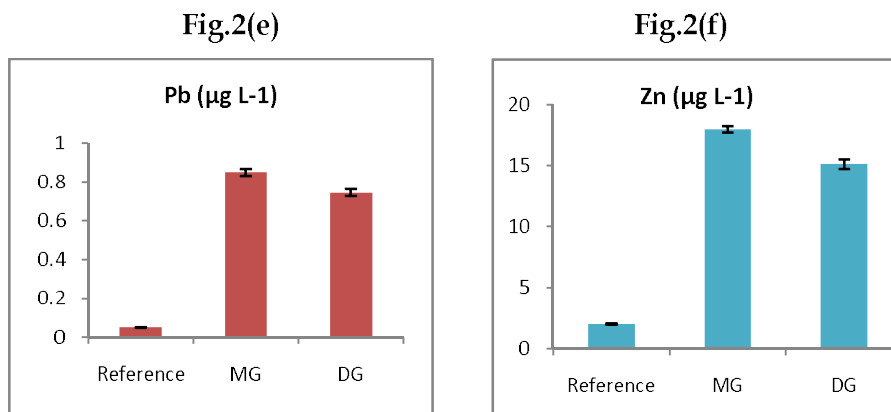 Fig.2(e)
Pb (µg L-1)
1
0.8
0.6
0.4
0.2
0
Reference MG DG
Fig.2(f)
Zn (µg L-1)
20
15
10
5
0
Reference MG DG